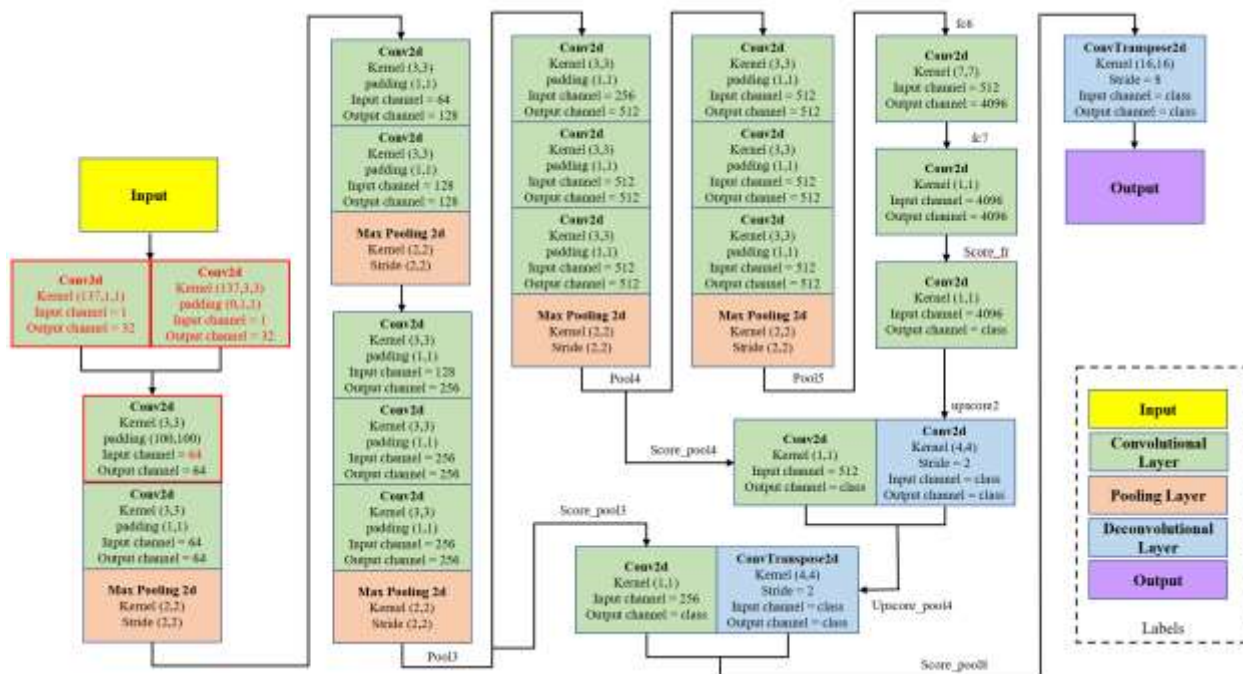 Input
Conv3d
Kernel (137,1,1)
Input channel = 1
Output channel = 32
Conv2d
Kernel (137,3,3)
padding (0,1,1)
Input channel = 1
Output channel = 32
Conv2d
Kernel (3,3)
padding (100,100)
Input channel = 64
Output channel = 64
Conv2d
Kernel (3,3)
padding (1,1)
Input channel = 64
Output channel = 64
Max Pooling 2d
Kernel (2,2)
Stride (2,2)
Conv2d
Kernel (3,3)
padding (1,1)
Input channel = 64
Output channel = 128
Conv2d
Kernel (3,3)
padding (1,1)
Input channel = 128
Output channel = 128
Max Pooling 2d
Kernel (2,2)
Stride (2,2)
Conv2d
Kernel (3,3)
padding (1,1)
Input channel = 128
Output channel = 256
Conv2d
Kernel (3,3)
padding (1,1)
Input channel = 256
Output channel = 256
Conv2d
Kernel (3,3)
padding (1,1)
Input channel = 256
Output channel = 256
Max Pooling 2d
Kernel (2,2)
Stride (2,2)
Pool3
Conv2d
Kernel (3,3)
padding (1,1)
Input channel = 256
Output channel = 512
Conv2d
Kernel (3,3)
padding (1,1)
Input channel = 512
Output channel = 512
Conv2d
Kernel (3,3)
padding (1,1)
Input channel = 512
Output channel = 512
Max Pooling 2d
Kernel (2,2)
Stride (2,2)
Pool4
Conv2d
Kernel (3,3)
padding (1,1)
Input channel = 512
Output channel = 512
Conv2d
Kernel (3,3)
padding (1,1)
Input channel = 512
Output channel = 512
Conv2d
Kernel (3,3)
padding (1,1)
Input channel = 512
Output channel = 512
Max Pooling 2d
Kernel (2,2)
Stride (2,2)
Pool5
fc6
Conv2d
Kernel (7,7)
Input channel = 512
Output channel = 4096
fc7
Conv2d
Kernel (1,1)
Input channel = 4096
Output channel = 4096
Score_fr
Conv2d
Kernel (1,1)
Input channel = 4096
Output channel = class
upscore2
Score_pool4
Conv2d
Kernel (1,1)
Input channel = 512
Output channel = class
Conv2d
Kernel (4,4)
Stride = 2
Input channel = class
Output channel = class
Score_pool3
Conv2d
Kernel (1,1)
Input channel = 256
Output channel = class
ConvTranspose2d
Kernel (4,4)
Stride = 2
Input channel = class
Output channel = class
Upscore_pool4
Score_pool8
ConvTranspose2d
Kernel (16,16)
Stride = 8
Input channel = class
Output channel = class
Output
Input
Convolutional
Layer
Pooling Layer
Deconvolutional
Layer
Output
Labels